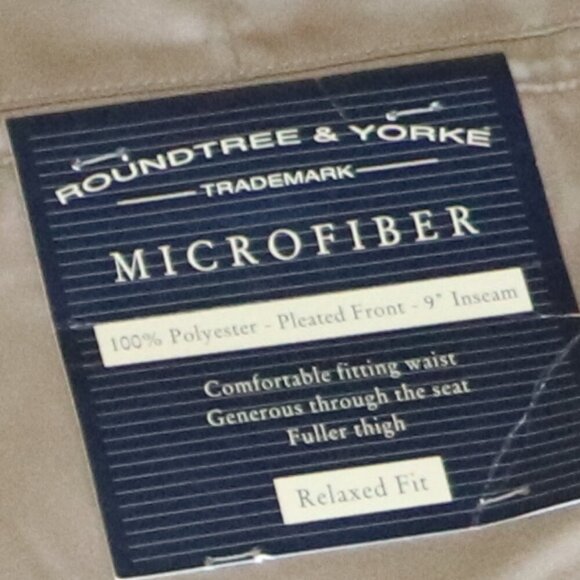 ROUNDTREE & YORKE
TRADEMARK
MICROFIBER
100% Polyester - Pleated Front - 9" Inseam
Comfortable fitting waist
Generous through the seat
Fuller thigh
Relaxed Fit